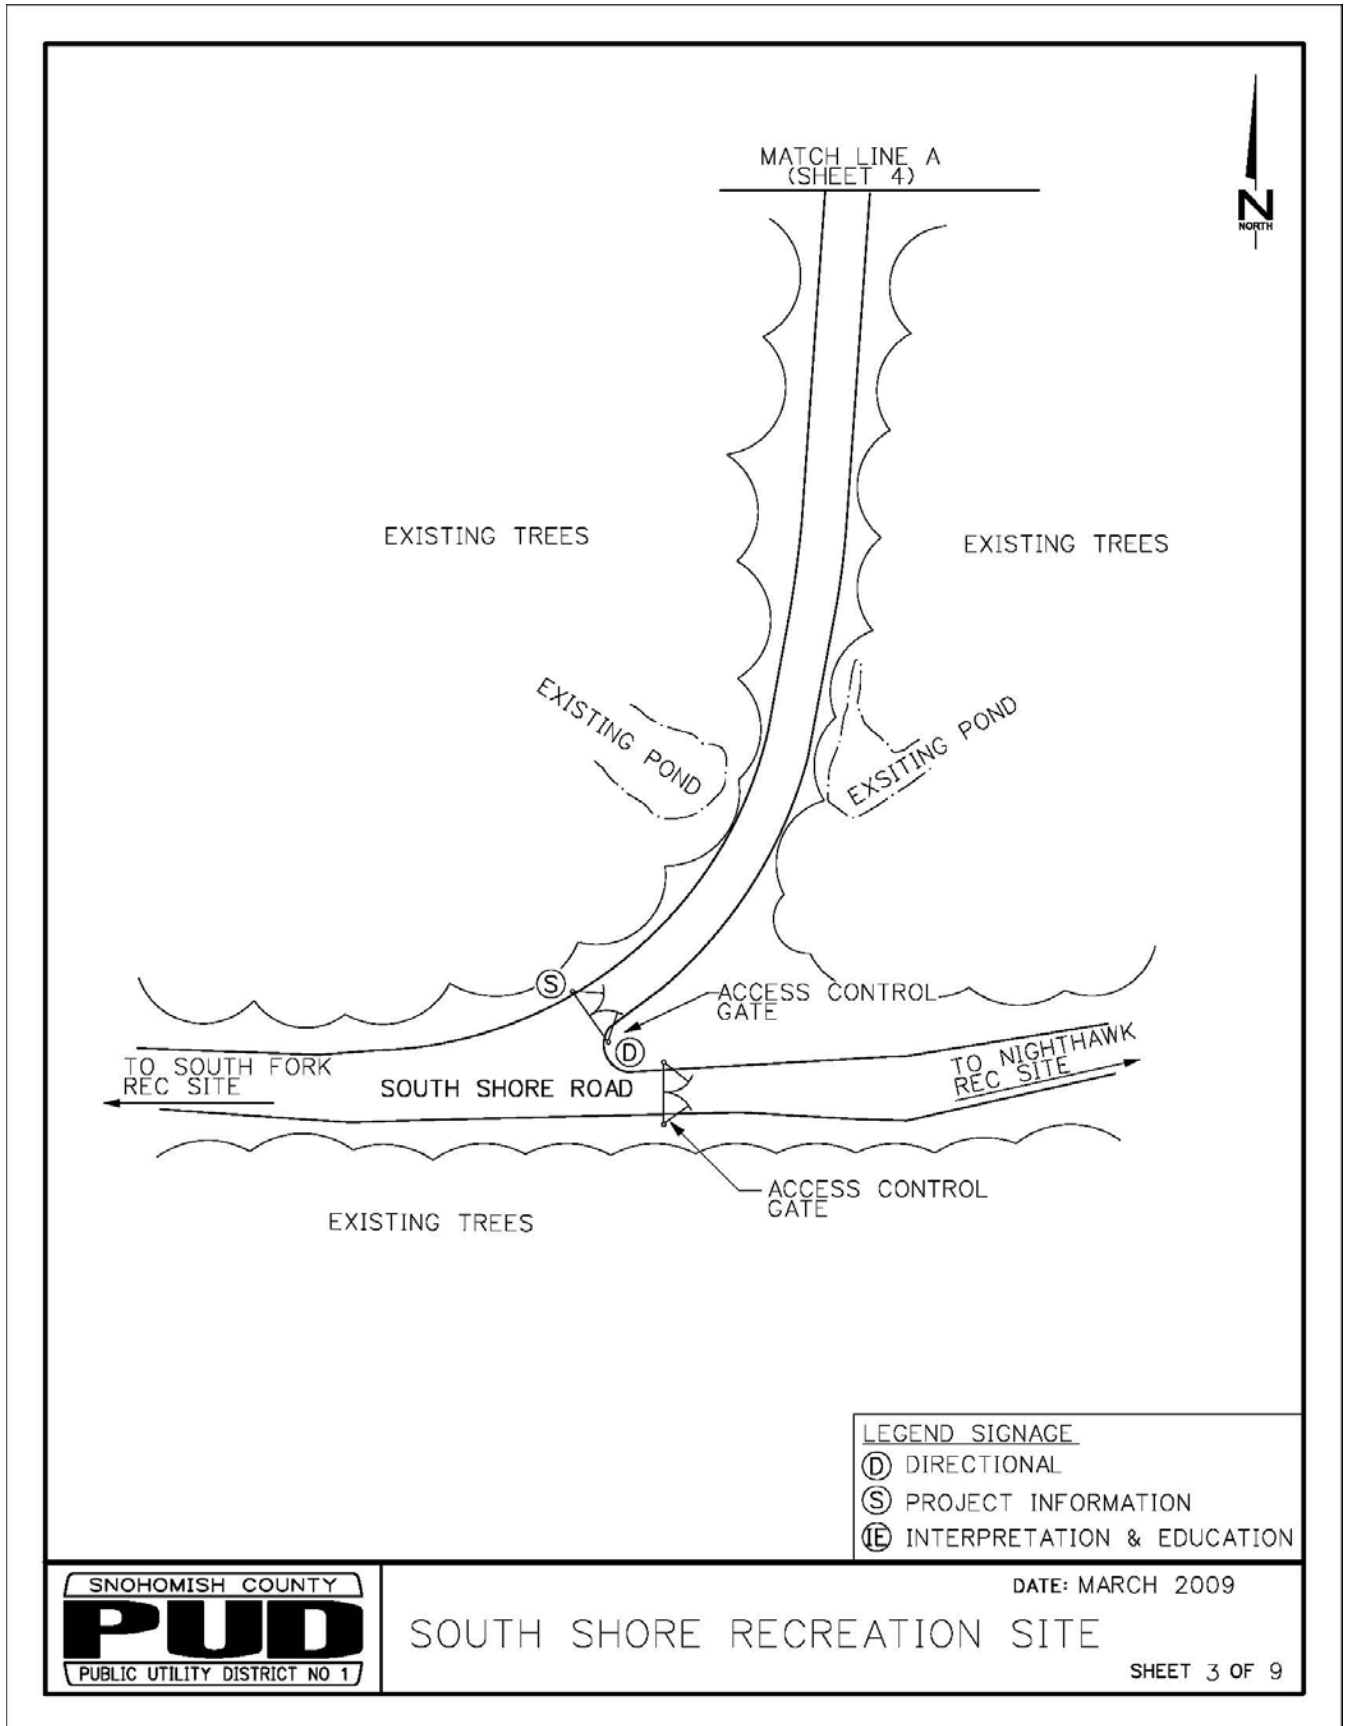 MATCH LINE A
(SHEET 4)
N
NORTH
EXISTING TREES
EXISTING TREES
EXISTING POND
EXSITING POND
S
ACCESS CONTROL
GATE
D
TO SOUTH FORK
REC SITE
SOUTH SHORE ROAD
TO NIGHTHAWK
REC SITE
ACCESS CONTROL
GATE
EXISTING TREES
LEGEND SIGNAGE
D DIRECTIONAL
S PROJECT INFORMATION
IE INTERPRETATION & EDUCATION
SNOHOMISH COUNTY
PUD
PUBLIC UTILITY DISTRICT NO 1
DATE: MARCH 2009
SOUTH SHORE RECREATION SITE
SHEET 3 OF 9